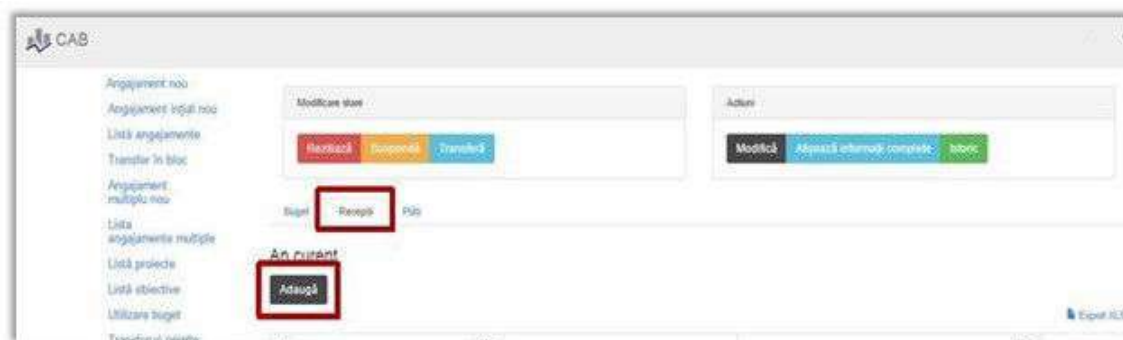 CAB
Angajament nou
Angajament inițial nou
Listă angajamente
Transfer în bloc
Angajament
multiplu nou
Lista
angajamente multiple
Listă proiecte
Listă obiective
Utilizare buget
Modificare stare
Reziliază Suspendă Transferă
Acțiuni
Modifică Afișează informații complete Istoric
Buget Recepții Plăți
An curent
Adaugă
Export XLS